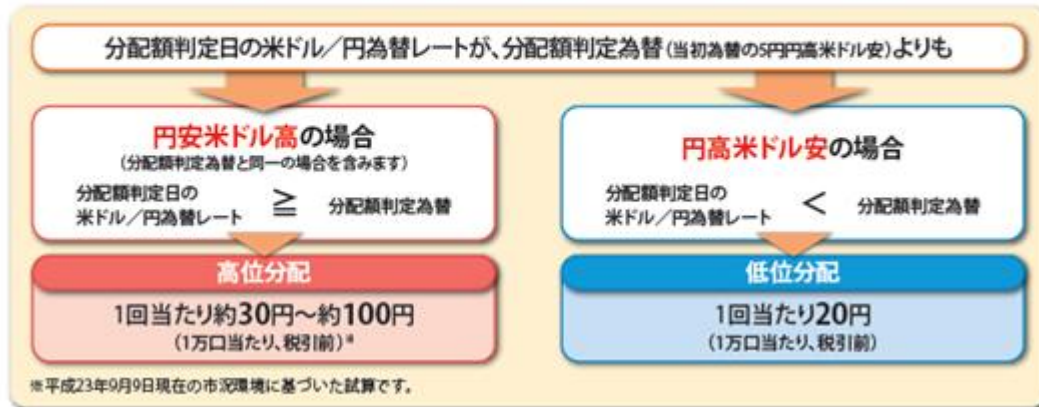 分配額判定日の米ドル／円為替レートが、分配額判定為替(当初為替の5円円高米ドル安)よりも
円安米ドル高の場合
(分配額判定為替と同一の場合を含みます)
分配額判定日の
米ドル／円為替レート ≧ 分配額判定為替
高位分配
1回当たり約30円～約100円
(1万口当たり、税引前)※
円高米ドル安の場合
分配額判定日の
米ドル／円為替レート < 分配額判定為替
低位分配
1回当たり20円
(1万口当たり、税引前)
※平成23年9月9日現在の市況環境に基づいた試算です。